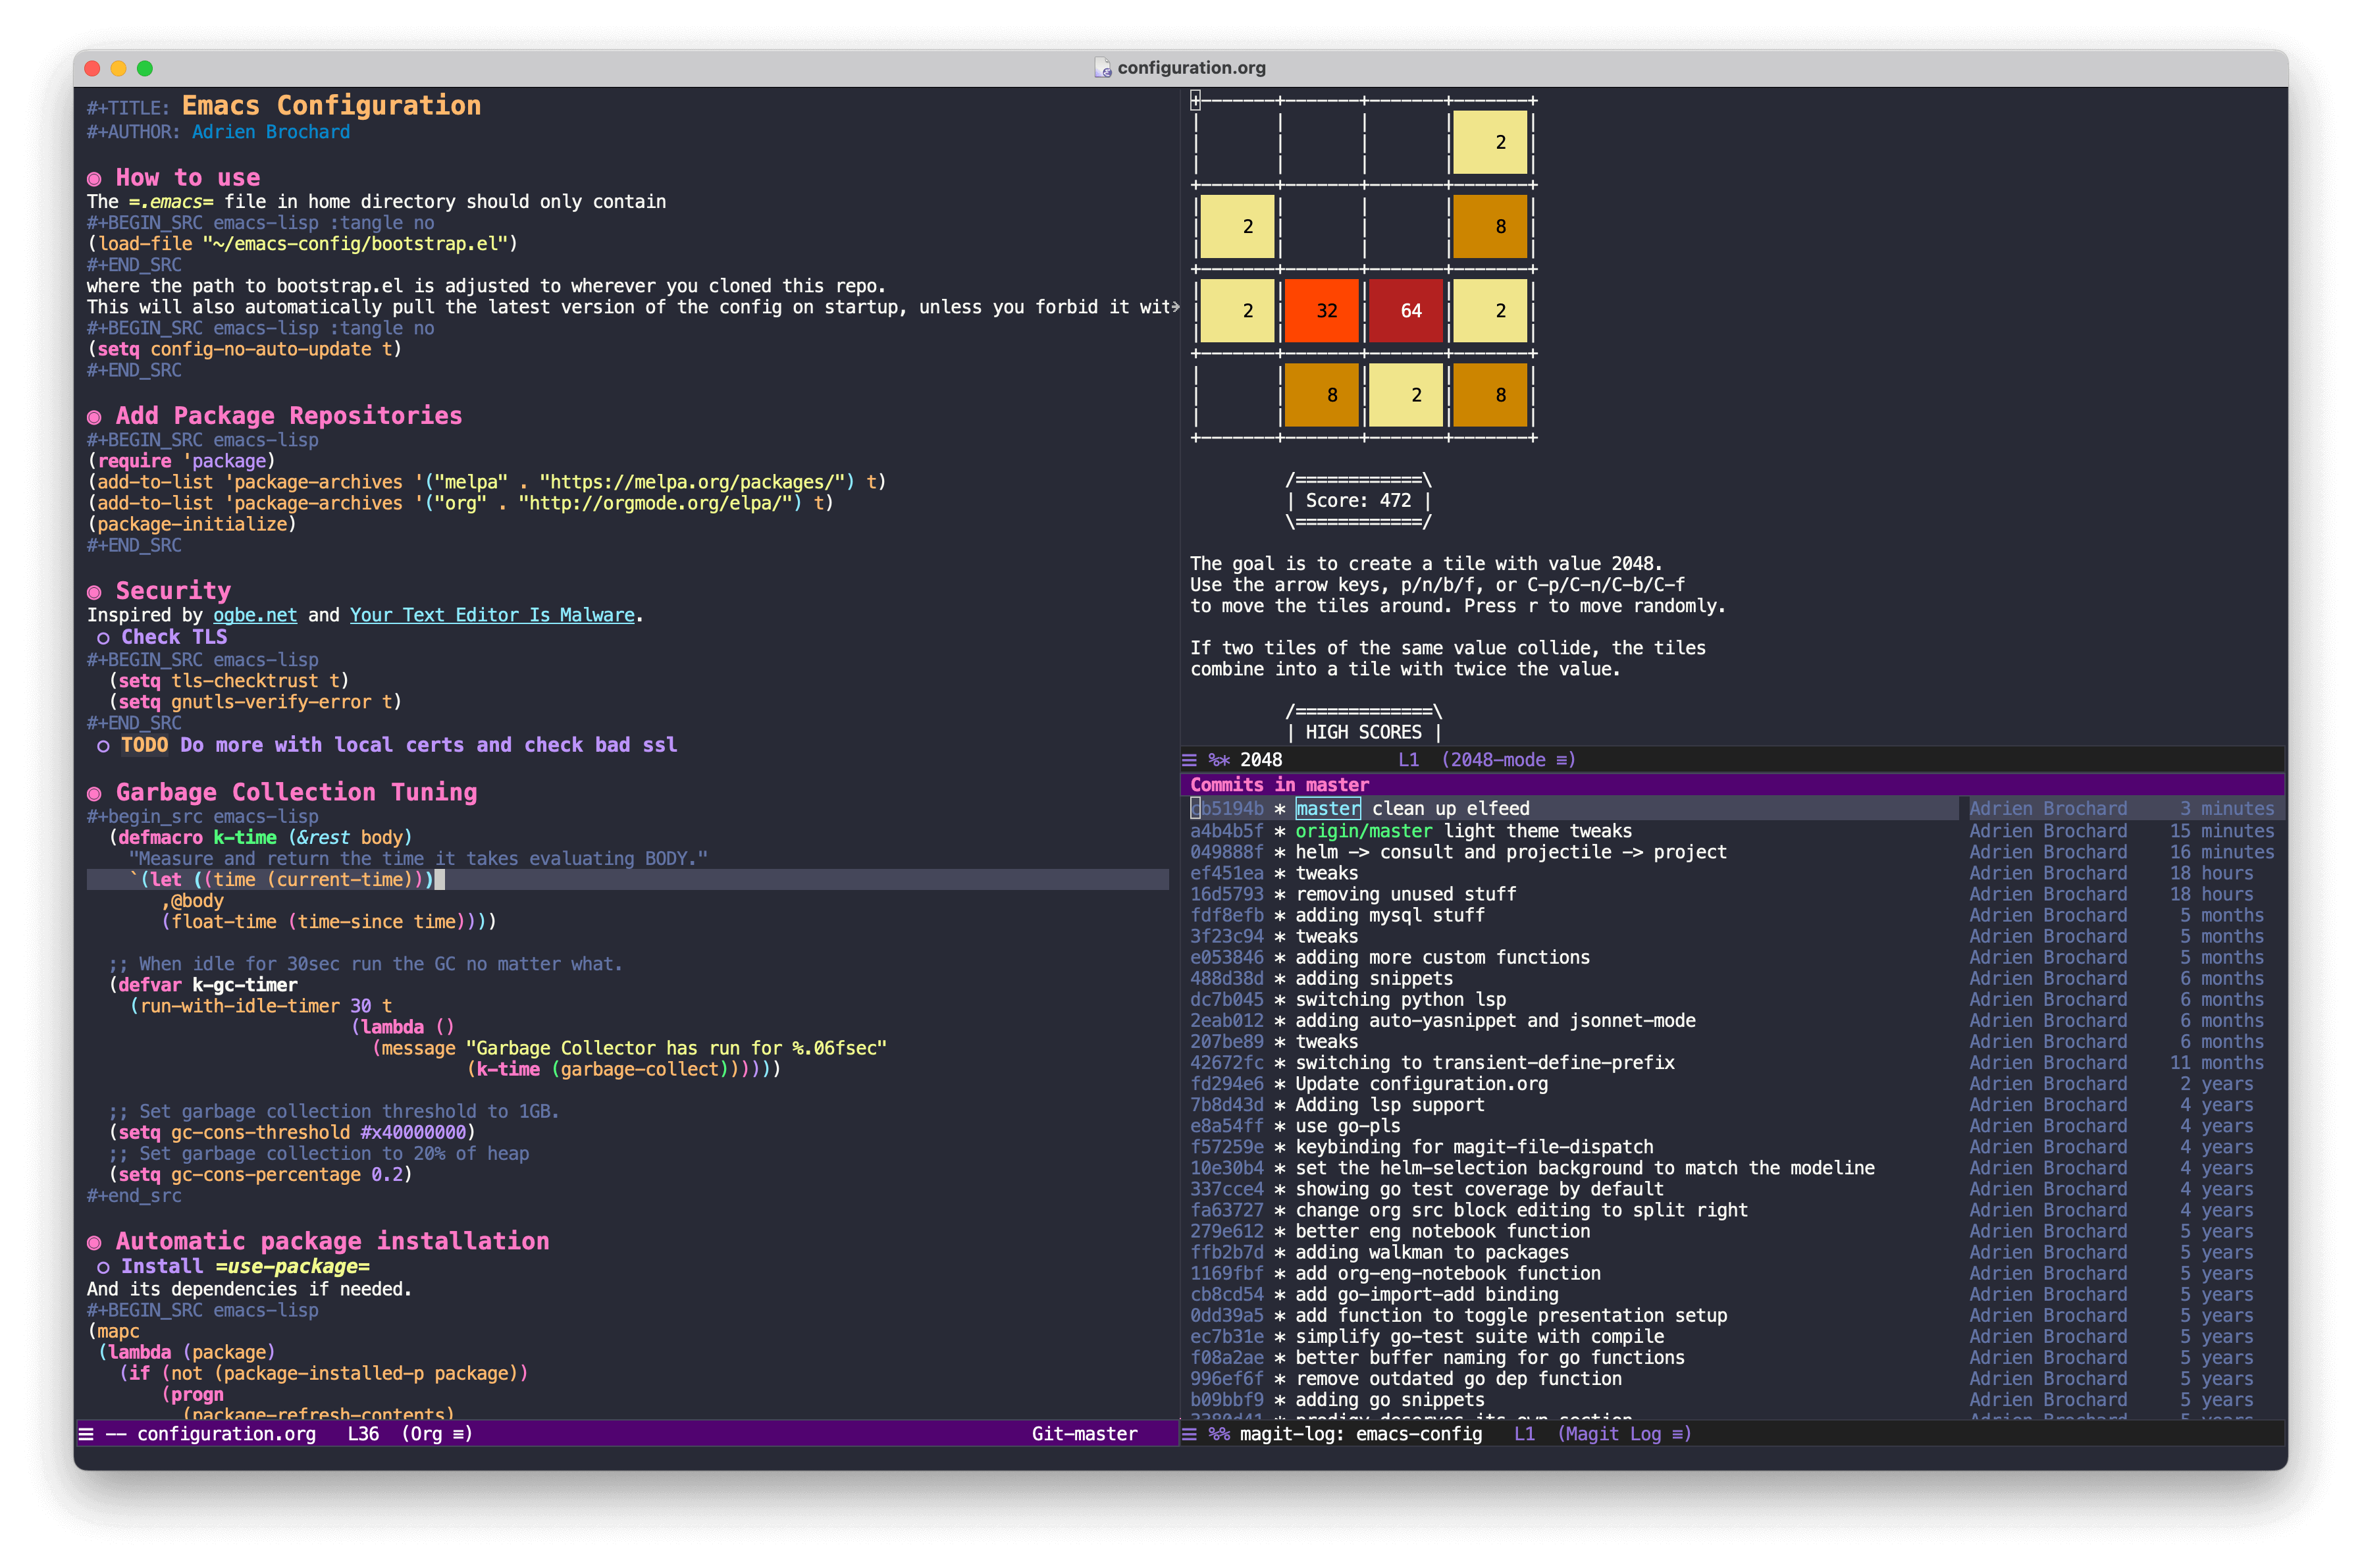 configuration.org
#+TITLE: Emacs Configuration
#+AUTHOR: Adrien Brochard
◉ How to use
The =.emacs= file in home directory should only contain
#+BEGIN_SRC emacs-lisp :tangle no
(load-file "~/emacs-config/bootstrap.el")
#+END_SRC
where the path to bootstrap.el is adjusted to wherever you cloned this repo.
This will also automatically pull the latest version of the config on startup, unless you forbid it wit→
#+BEGIN_SRC emacs-lisp :tangle no
(setq config-no-auto-update t)
#+END_SRC
◉ Add Package Repositories
#+BEGIN_SRC emacs-lisp
(require 'package)
(add-to-list 'package-archives '("melpa" . "https://melpa.org/packages/") t)
(add-to-list 'package-archives '("org" . "http://orgmode.org/elpa/") t)
(package-initialize)
#+END_SRC
◉ Security
Inspired by ogbe.net and Your Text Editor Is Malware.
○ Check TLS
#+BEGIN_SRC emacs-lisp
(setq tls-checktrust t)
(setq gnutls-verify-error t)
#+END_SRC
○ TODO Do more with local certs and check bad ssl
◉ Garbage Collection Tuning
#+begin_src emacs-lisp
(defmacro k-time (&rest body)
"Measure and return the time it takes evaluating BODY."
`(let ((time (current-time)))
,@body
(float-time (time-since time))))
;; When idle for 30sec run the GC no matter what.
(defvar k-gc-timer
(run-with-idle-timer 30 t
(lambda ()
(message "Garbage Collector has run for %.06fsec"
(k-time (garbage-collect))))))
;; Set garbage collection threshold to 1GB.
(setq gc-cons-threshold #x40000000)
;; Set garbage collection to 20% of heap
(setq gc-cons-percentage 0.2)
#+end_src
◉ Automatic package installation
○ Install =use-package=
And its dependencies if needed.
#+BEGIN_SRC emacs-lisp
(mapc
(lambda (package)
(if (not (package-installed-p package))
(progn
(package-refresh-contents)
≡ -- configuration.org L36 (Org ≡) Git-master
2
2 8
2 32 64 2
8 2 8
/============\
| Score: 472 |
\============/
The goal is to create a tile with value 2048.
Use the arrow keys, p/n/b/f, or C-p/C-n/C-b/C-f
to move the tiles around. Press r to move randomly.
If two tiles of the same value collide, the tiles
combine into a tile with twice the value.
/=============\
| HIGH SCORES |
≡ %* 2048 L1 (2048-mode ≡)
Commits in master
cb5194b * master clean up elfeed Adrien Brochard 3 minutes
a4b4b5f * origin/master light theme tweaks Adrien Brochard 15 minutes
049888f * helm -> consult and projectile -> project Adrien Brochard 16 minutes
ef451ea * tweaks Adrien Brochard 18 hours
16d5793 * removing unused stuff Adrien Brochard 18 hours
fdf8efb * adding mysql stuff Adrien Brochard 5 months
3f23c94 * tweaks Adrien Brochard 5 months
e053846 * adding more custom functions Adrien Brochard 5 months
488d38d * adding snippets Adrien Brochard 6 months
dc7b045 * switching python lsp Adrien Brochard 6 months
2eab012 * adding auto-yasnippet and jsonnet-mode Adrien Brochard 6 months
207be89 * tweaks Adrien Brochard 6 months
42672fc * switching to transient-define-prefix Adrien Brochard 11 months
fd294e6 * Update configuration.org Adrien Brochard 2 years
7b8d43d * Adding lsp support Adrien Brochard 4 years
e8a54ff * use go-pls Adrien Brochard 4 years
f57259e * keybinding for magit-file-dispatch Adrien Brochard 4 years
10e30b4 * set the helm-selection background to match the modeline Adrien Brochard 4 years
337cce4 * showing go test coverage by default Adrien Brochard 4 years
fa63727 * change org src block editing to split right Adrien Brochard 4 years
279e612 * better eng notebook function Adrien Brochard 5 years
ffb2b7d * adding walkman to packages Adrien Brochard 5 years
1169fbf * add org-eng-notebook function Adrien Brochard 5 years
cb8cd54 * add go-import-add binding Adrien Brochard 5 years
0dd39a5 * add function to toggle presentation setup Adrien Brochard 5 years
ec7b31e * simplify go-test suite with compile Adrien Brochard 5 years
f08a2ae * better buffer naming for go functions Adrien Brochard 5 years
996ef6f * remove outdated go dep function Adrien Brochard 5 years
b09bbf9 * adding go snippets Adrien Brochard 5 years
* prodigy deserves its own section Adrien Brochard 5 years
≡ %% magit-log: emacs-config L1 (Magit Log ≡)